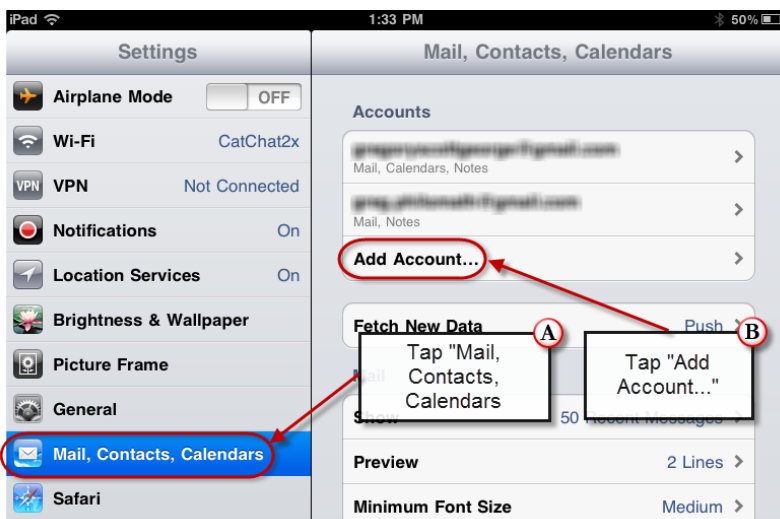 iPad 1:33 PM 50%
Settings
Mail, Contacts, Calendars
Airplane Mode OFF
Wi-Fi CatChat2x
VPN VPN Not Connected
Notifications On
Location Services On
Brightness & Wallpaper
Picture Frame
General
Mail, Contacts, Calendars
Safari
Accounts
Mail, Calendars, Notes
Mail, Notes
Add Account...
Fetch New Data Push
Mail
Show 50 Recent Messages
Preview 2 Lines
Minimum Font Size Medium
A
Tap "Mail,
Contacts,
Calendars
B
Tap "Add
Account..."